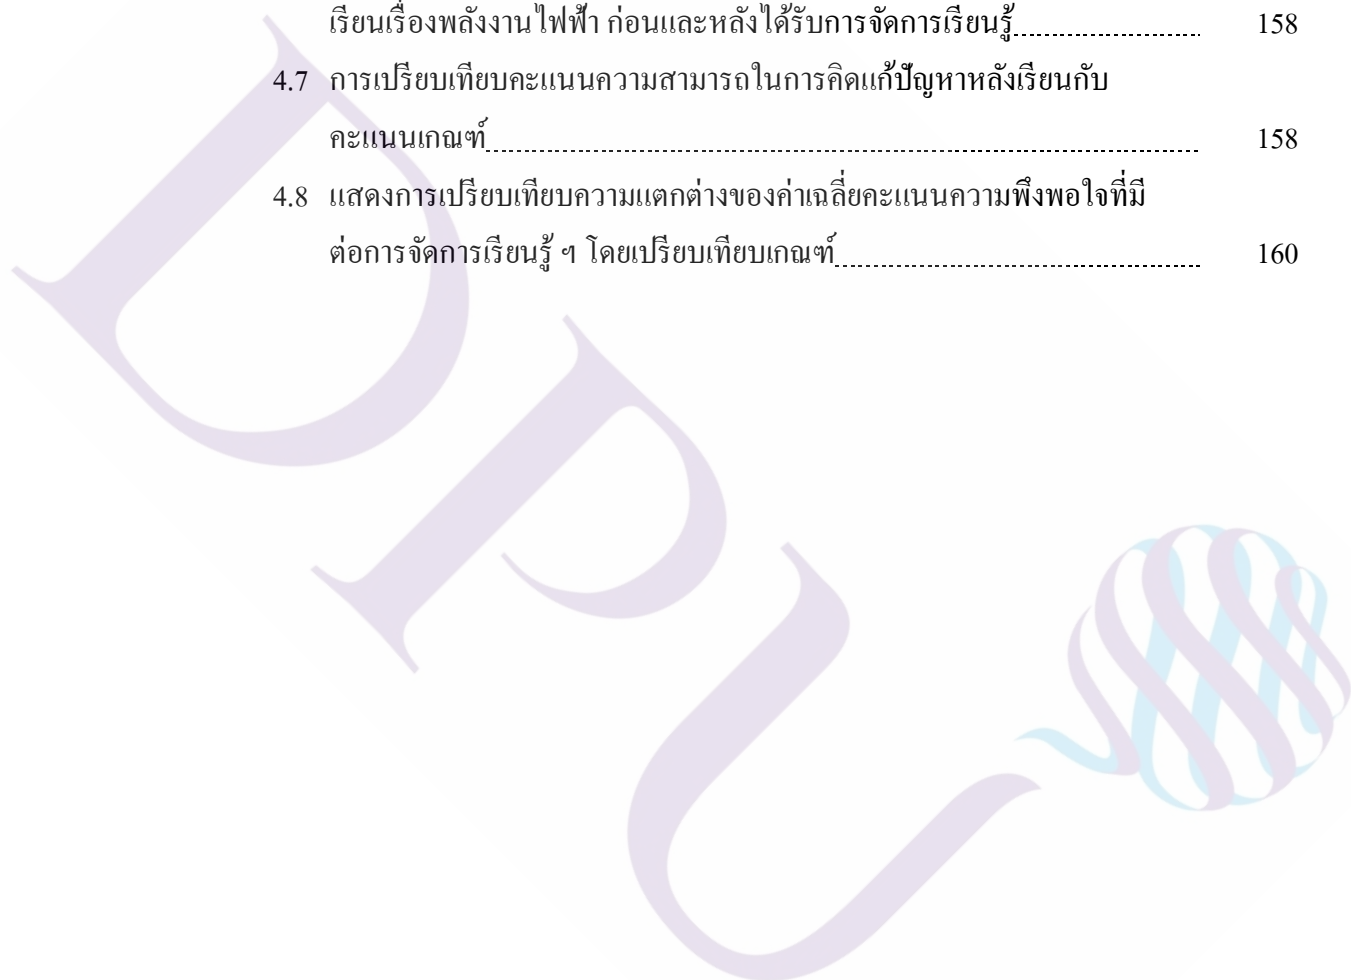 เรียนเรื่องพลังงานไฟฟ้า ก่อนและหลังได้รับการจัดการเรียนรู้ 158
4.7 การเปรียบเทียบคะแนนความสามารถในการคิดแก้ปัญหาหลังเรียนกับ
คะแนนเกณฑ์ 158
4.8 แสดงการเปรียบเทียบความแตกต่างของค่าเฉลี่ยคะแนนความพึงพอใจที่มี
ต่อการจัดการเรียนรู้ ฯ โดยเปรียบเทียบเกณฑ์ 160
DPU